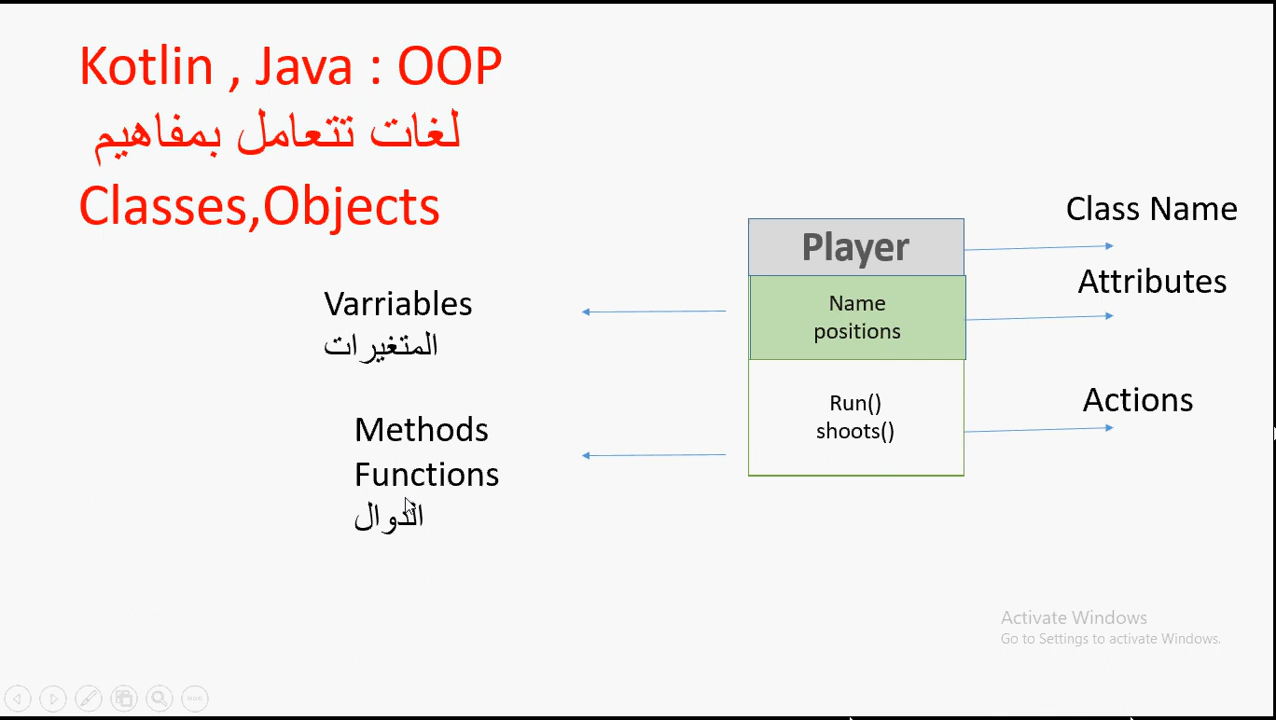 Kotlin , Java : OOP
لغات تتعامل بمفاهيم
Classes,Objects
Class Name
Player
Attributes
Varriables
المتغيرات
Name
positions
Actions
Run()
shoots()
Methods
Functions
الدوال
Activate Windows
Go to Settings to activate Windows.